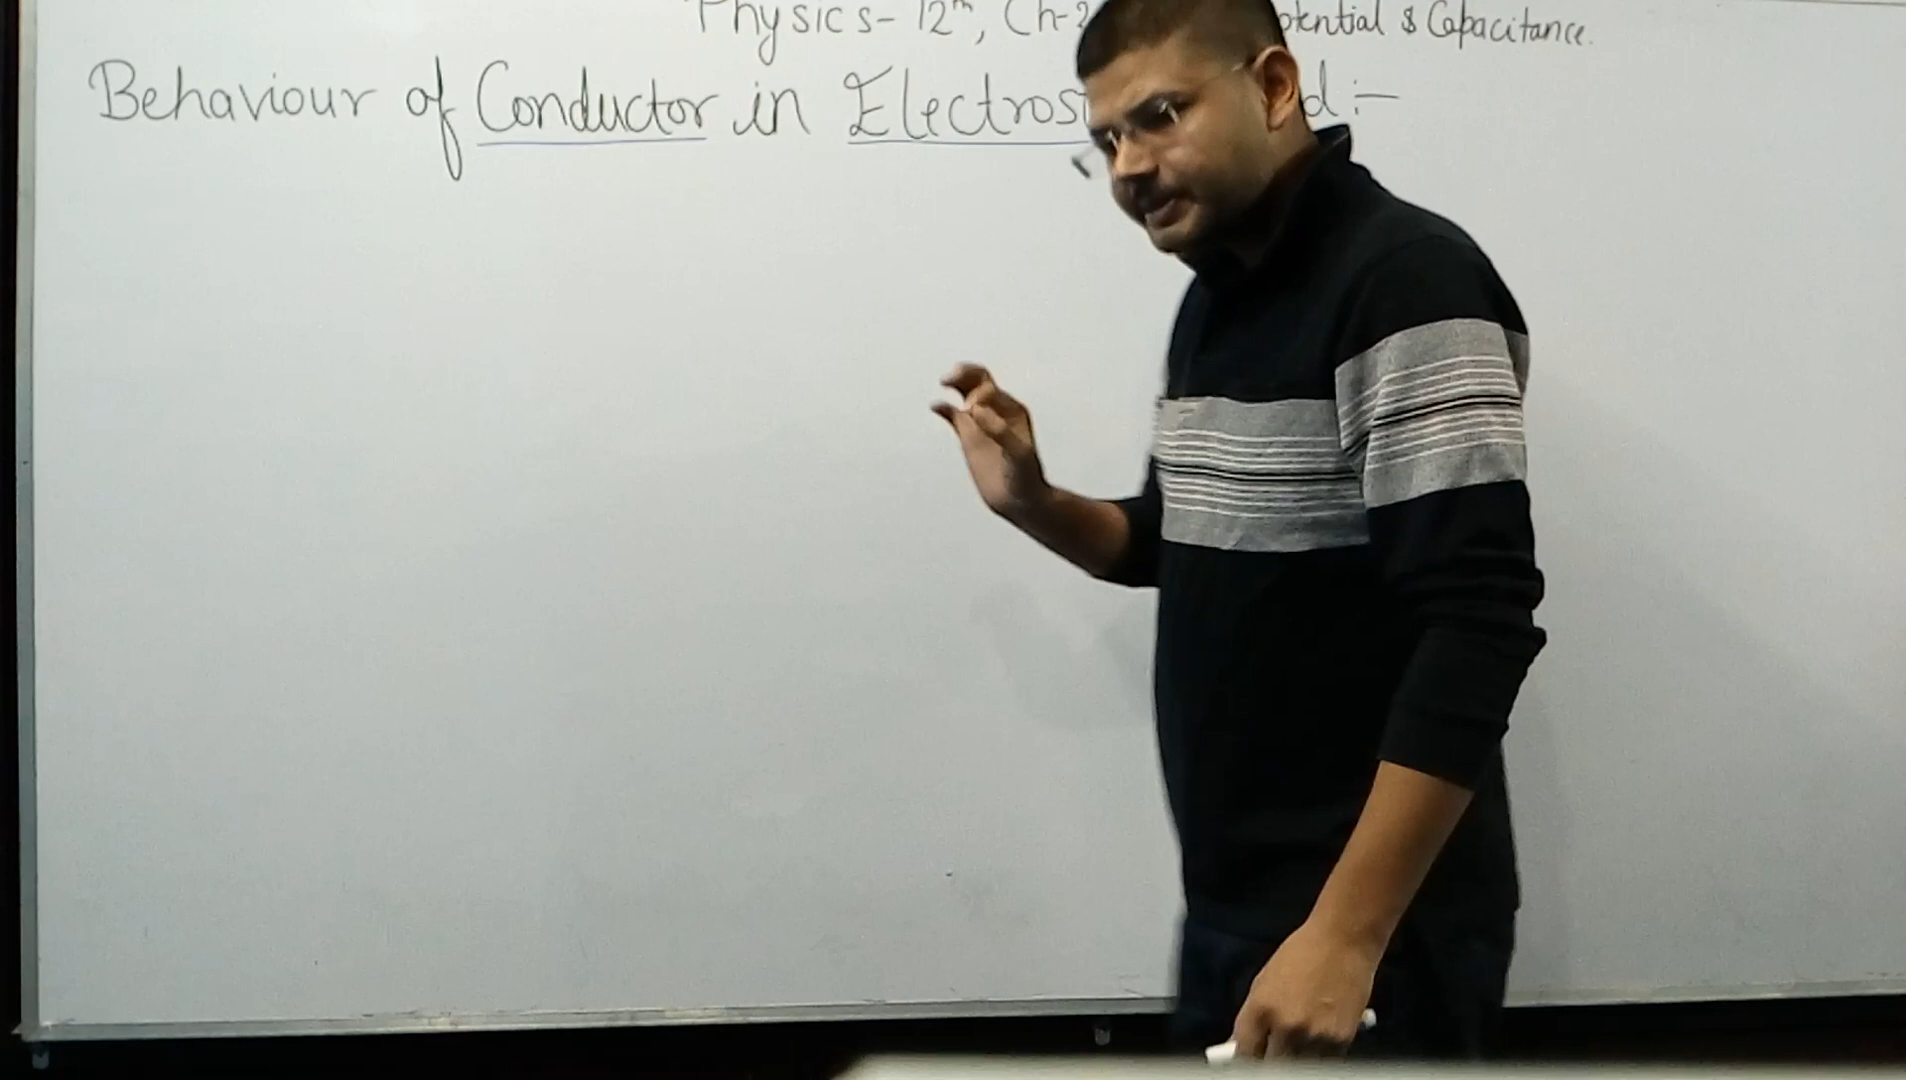 Physics- 12th, Ch-2 otential & Capacitance.
Behaviour of Conductor in Electros d :-